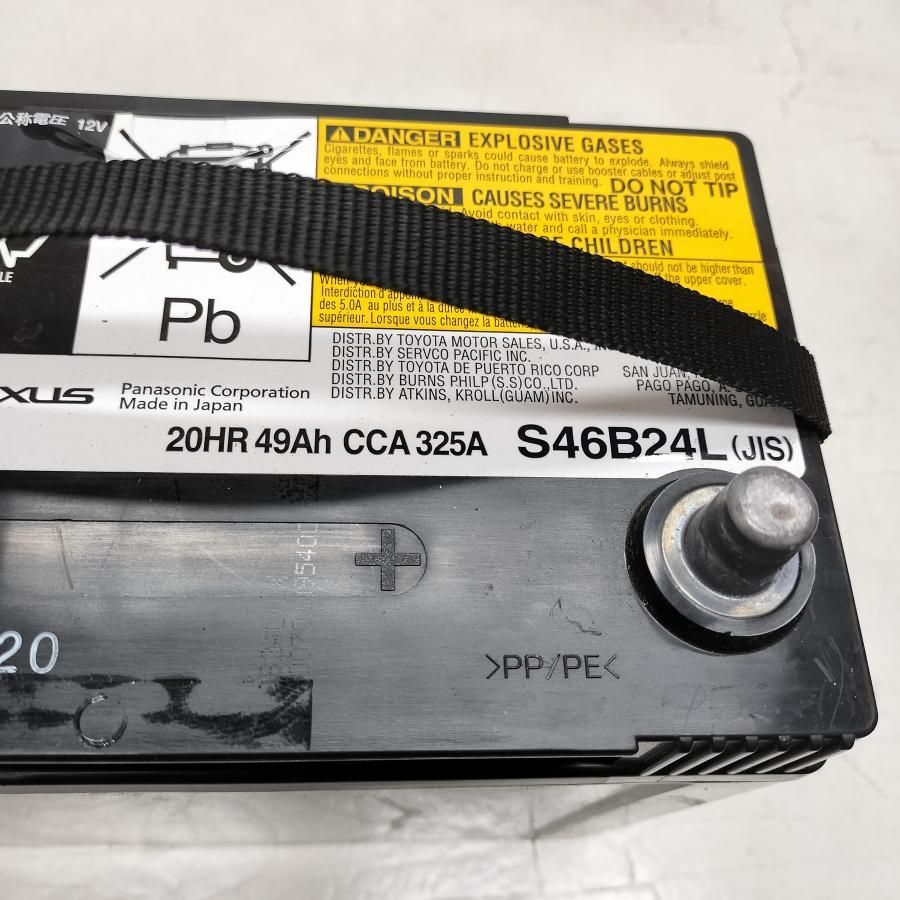 公称電圧 12V
DANGER EXPLOSIVE GASES
Cigarettes, flames or sparks could cause battery to explode. Always shield
eyes and face from battery. Do not charge or use booster cables or adjust post
connections without proper instruction and training. DO NOT TIP
POISON CAUSES SEVERE BURNS
Avoid contact with skin, eyes or clothing.
water and call a physician immediately.
CHILDREN
should not be higher than
the upper cover.
Interdiction
des 5.0A au plus et à la
supérieur. Lorsque vous changez la
Pb
DISTR.BY TOYOTA MOTOR SALES, U.S.A.,
DISTR.BY SERVCO PACIFIC INC.
DISTR.BY TOYOTA DE PUERTO RICO CORP SAN JUAN,
DISTR.BY BURNS PHILP (S.S)CO.,LTD. PAGO PAGO, A.
DISTR.BY ATKINS, KROLL(GUAM)INC. TAMUNING,
XUS
Panasonic Corporation
Made in Japan
20HR 49Ah CCA 325A S46B24L (JIS)
+
20
>PP/PE<